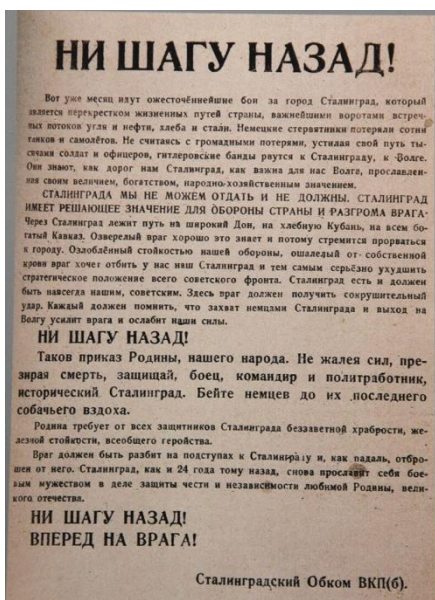 НИ ШАГУ НАЗАД!
Вот уже месяц идут ожесточённейшие бои за город Сталинград, который
является перекрестком жизненных путей страны, важнейшими воротами встреч-
ных потоков угля и нефти, хлеба и стали. Немецкие стервятники потеряли сотни
танков и самолётов. Не считаясь с громадными потерями, устилая свой путь ты-
сячами солдат и офицеров, гитлеровские банды рвутся к Сталинграду, к Волге.
Они знают, как дорог нам Сталинград, как важна для нас Волга, прославлен-
ная своим величием, богатством, народно-хозяйственным значением.
СТАЛИНГРАДА МЫ НЕ МОЖЕМ ОТДАТЬ И НЕ ДОЛЖНЫ. СТАЛИНГРАД
ИМЕЕТ РЕШАЮЩЕЕ ЗНАЧЕНИЕ ДЛЯ ОБОРОНЫ СТРАНЫ И РАЗГРОМА ВРАГА.
Через Сталинград лежит путь на широкий Дон, на хлебную Кубань, на всем бо-
гатый Кавказ. Озверелый враг хорошо это знает и потому стремится прорваться
к городу. Озлоблённый стойкостью нашей обороны, ошалелый от собственной
крови враг хочет отбить у нас наш Сталинград и тем самым серьёзно ухудшить
стратегическое положение всего советского фронта. Сталинград есть и должен
быть навсегда нашим, советским. Здесь враг должен получить сокрушительный
удар. Каждый должен помнить, что захват немцами Сталинграда и выход на
Волгу усилит врага и ослабит наши силы.
НИ ШАГУ НАЗАД!
Таков приказ Родины, нашего народа. Не жалея сил, пре-
зирая смерть, защищай, боец, командир и политработник,
исторический Сталинград. Бейте немцев до их последнего
собачьего вздоха.
Родина требует от всех защитников Сталинграда беззаветной храбрости, же-
лезной стойкости, всеобщего геройства.
Враг должен быть разбит на подступах к Сталинграду и, как падаль, отбро-
шен от него. Сталинград, как и 24 года тому назад, снова прославит себя бое-
вым мужеством в деле защиты чести и независимости любимой Родины, вели-
кого отечества.
НИ ШАГУ НАЗАД!
ВПЕРЕД НА ВРАГА!
Сталинградский Обком ВКП(б).